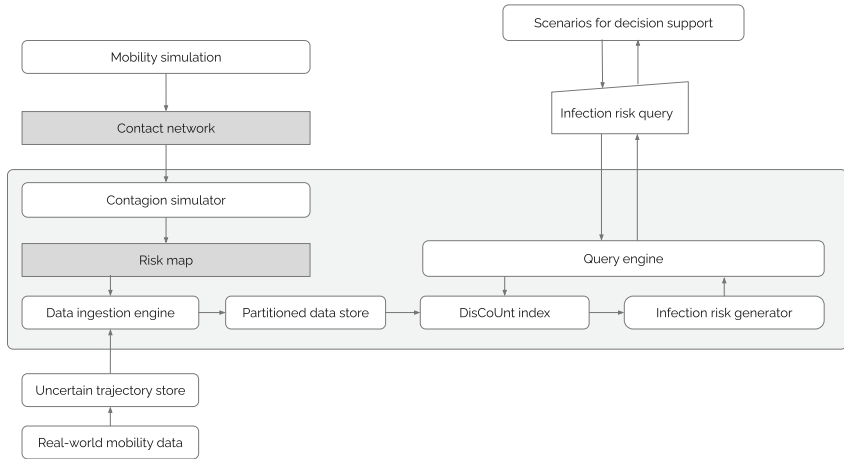 Scenarios for decision support
Mobility simulation
Infection risk query
Contact network
Contagion simulator
Risk map
Query engine
Data ingestion engine
Partitioned data store
DisCoUnt index
Infection risk generator
Uncertain trajectory store
Real-world mobility data